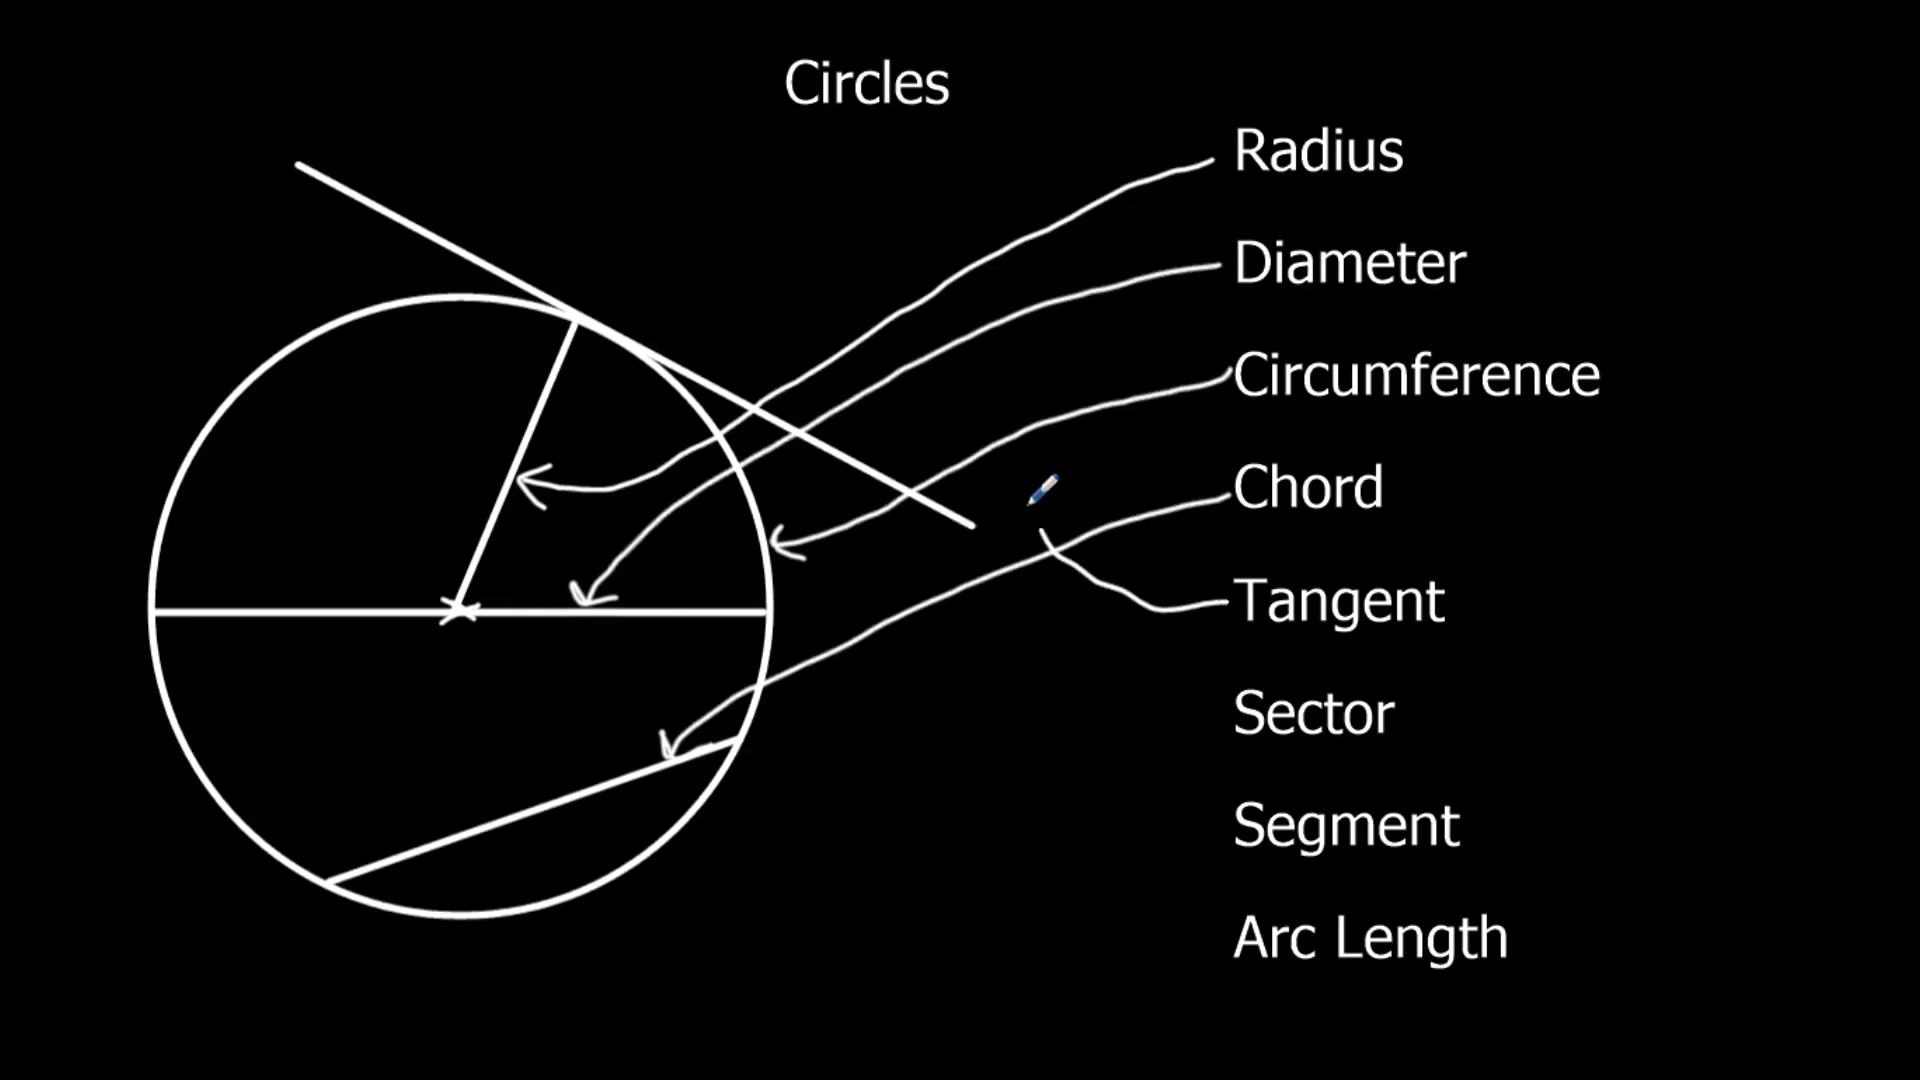 Circles
Radius
Diameter
Circumference
Chord
Tangent
Sector
Segment
Arc Length